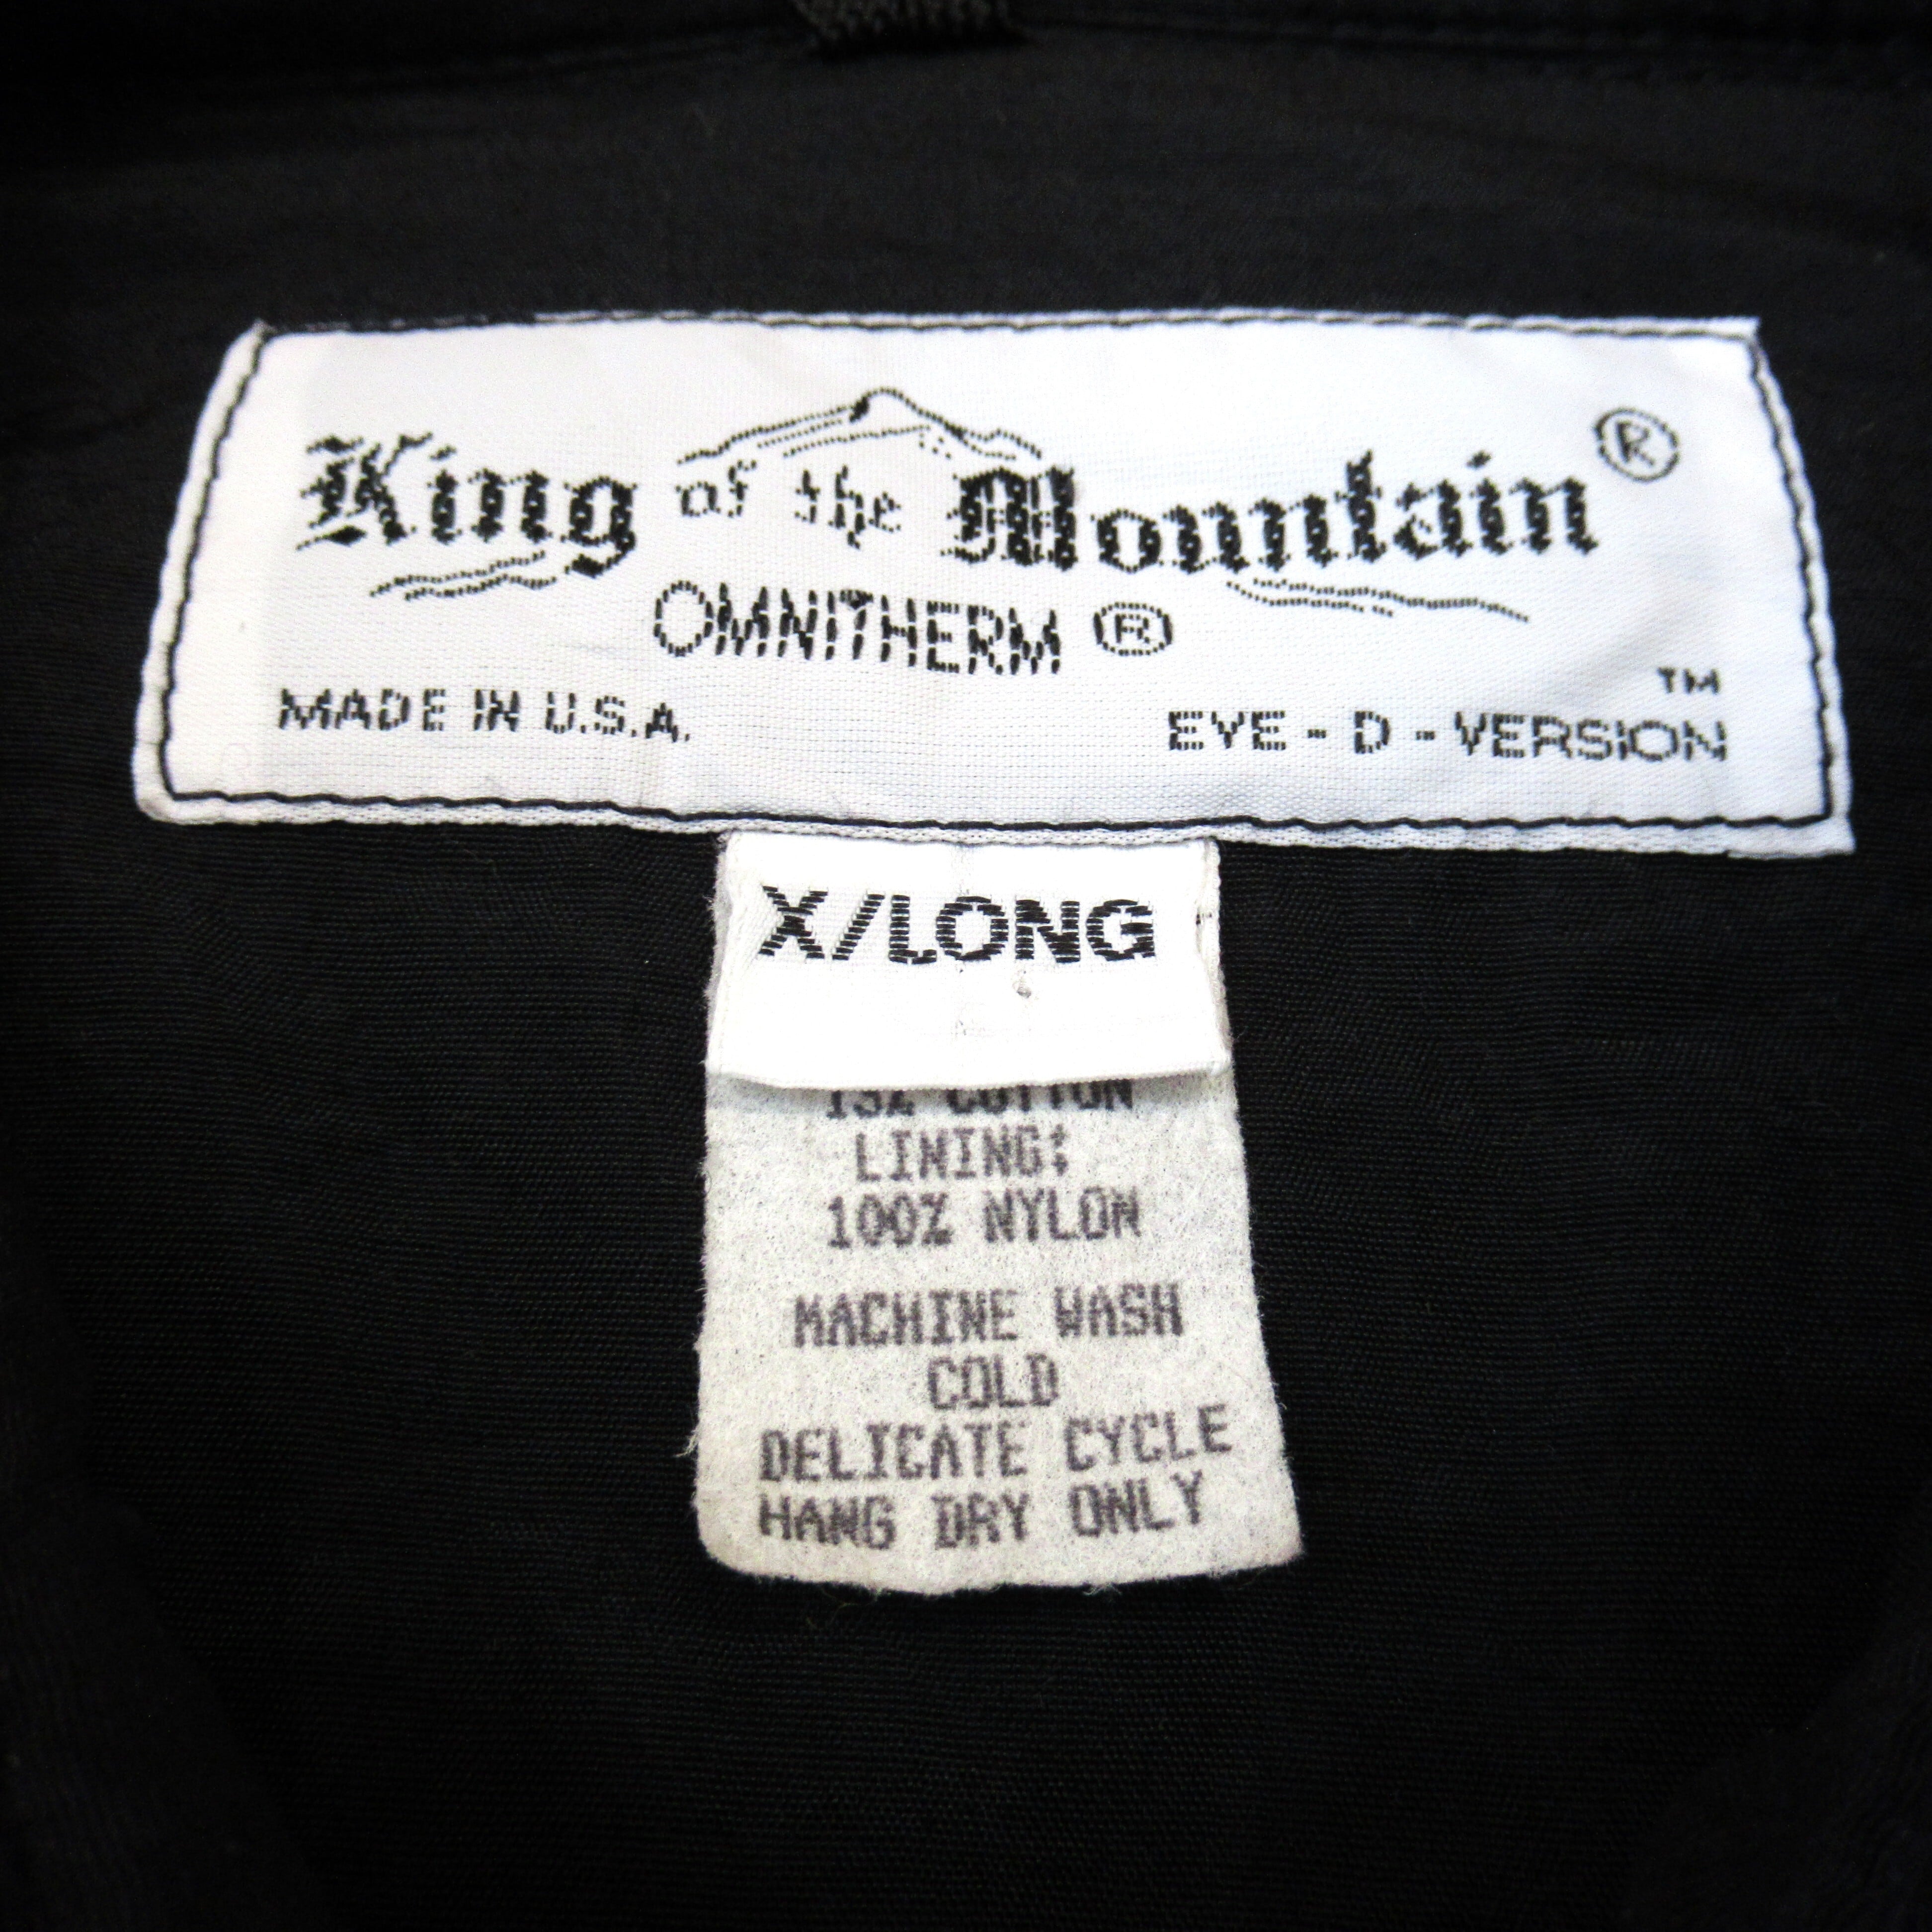 King of the Mountain ®
OMNITHERM ®
MADE IN U.S.A.
EYE - D - VERSION ™
X/LONG
COTTON
LINING:
100% NYLON
MACHINE WASH
COLD
DELICATE CYCLE
HANG DRY ONLY